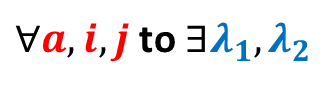 ∀a, i, j to ∃λ₁, λ₂